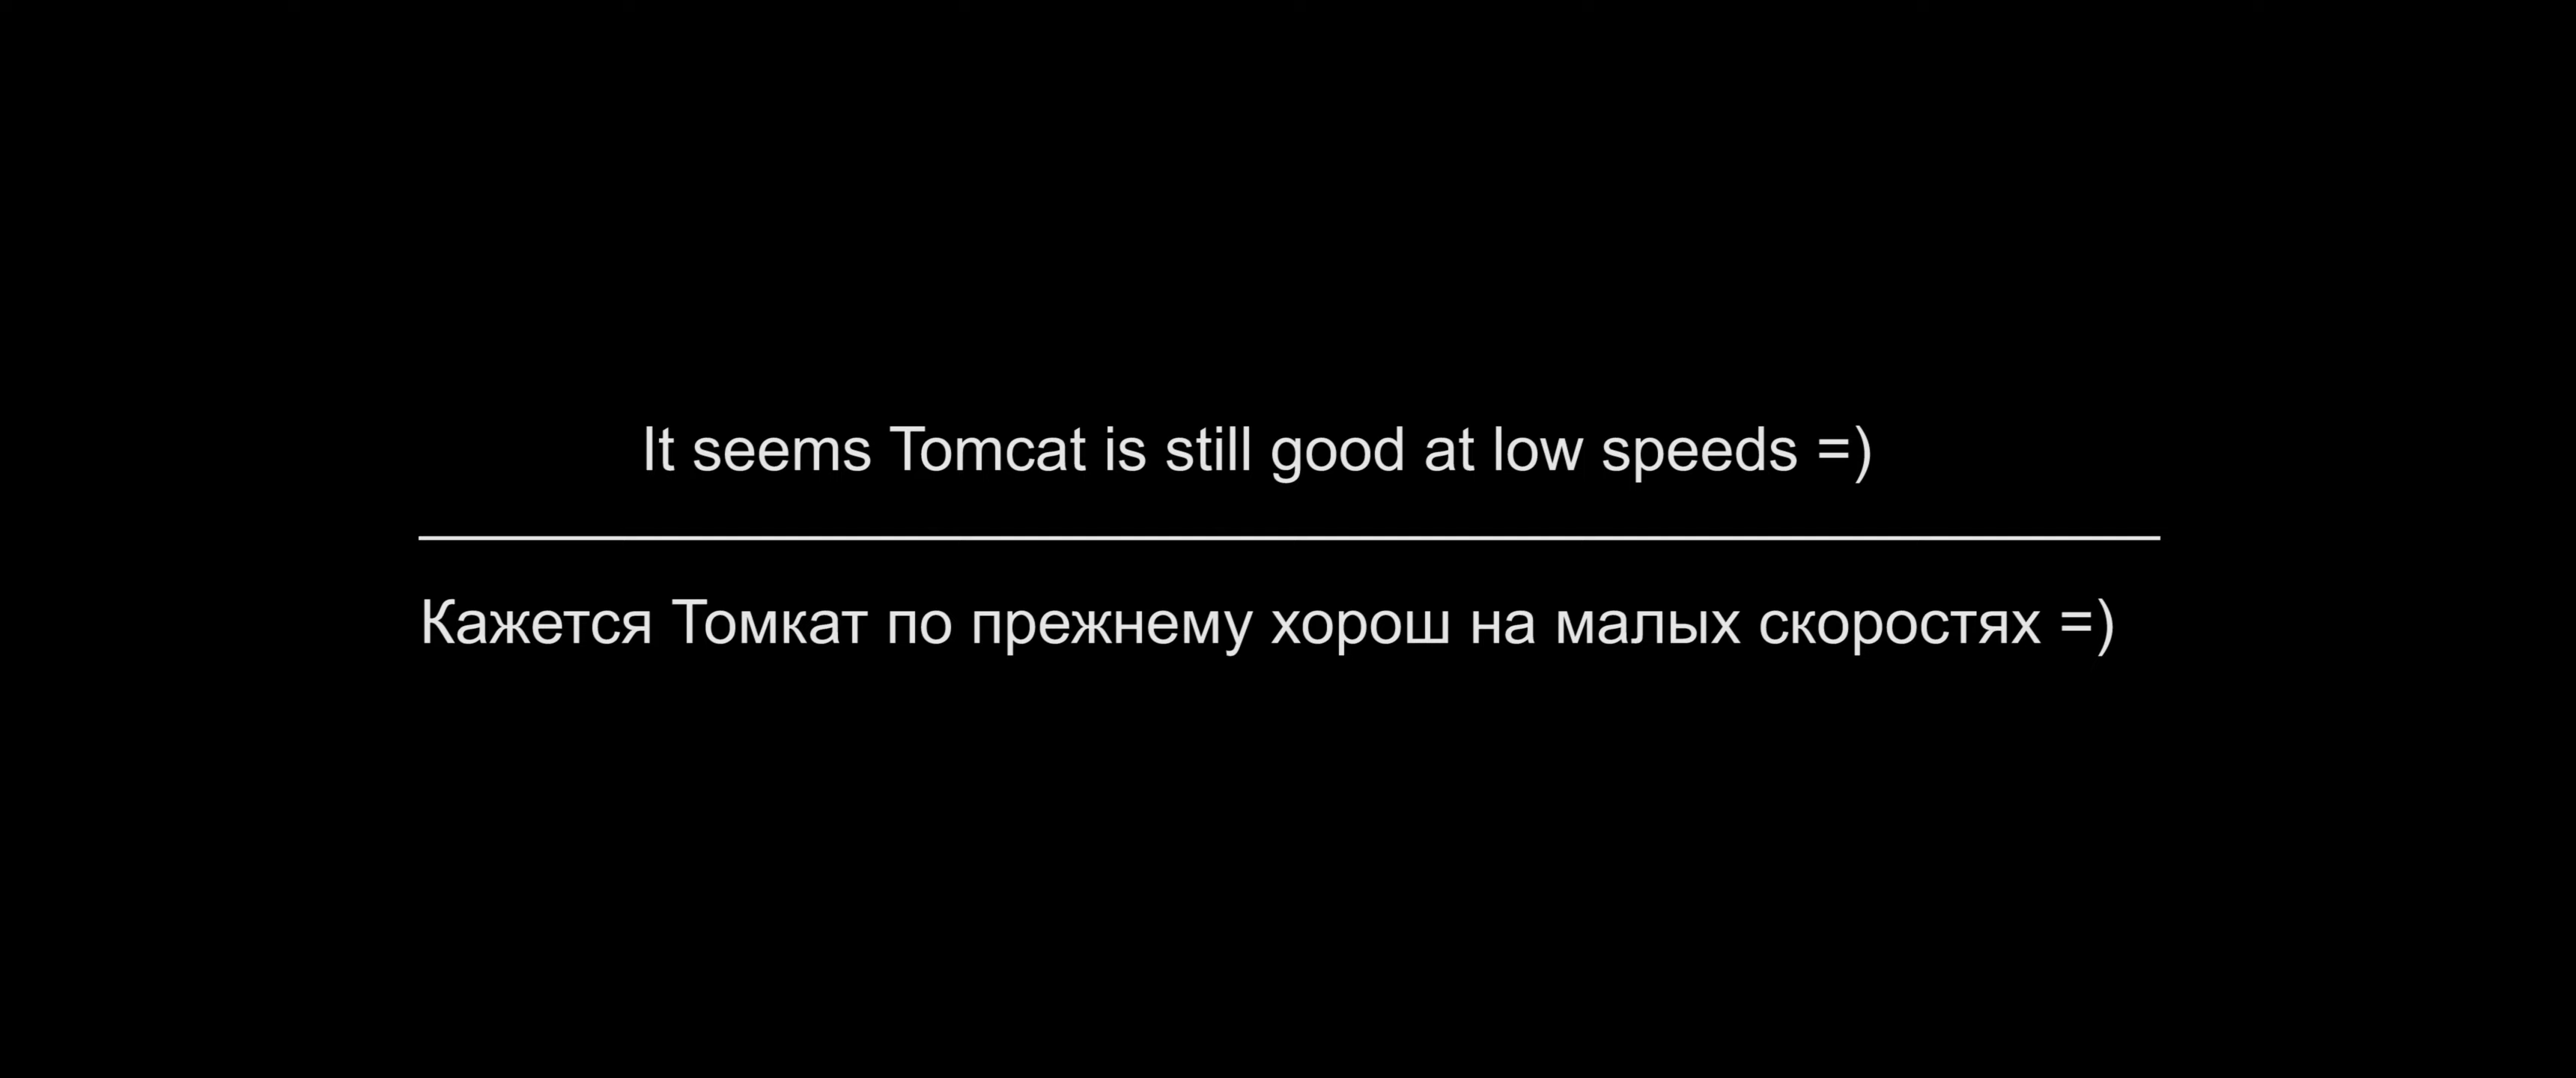 It seems Tomcat is still good at low speeds =)
Кажется Томкат по прежнему хорош на малых скоростях =)